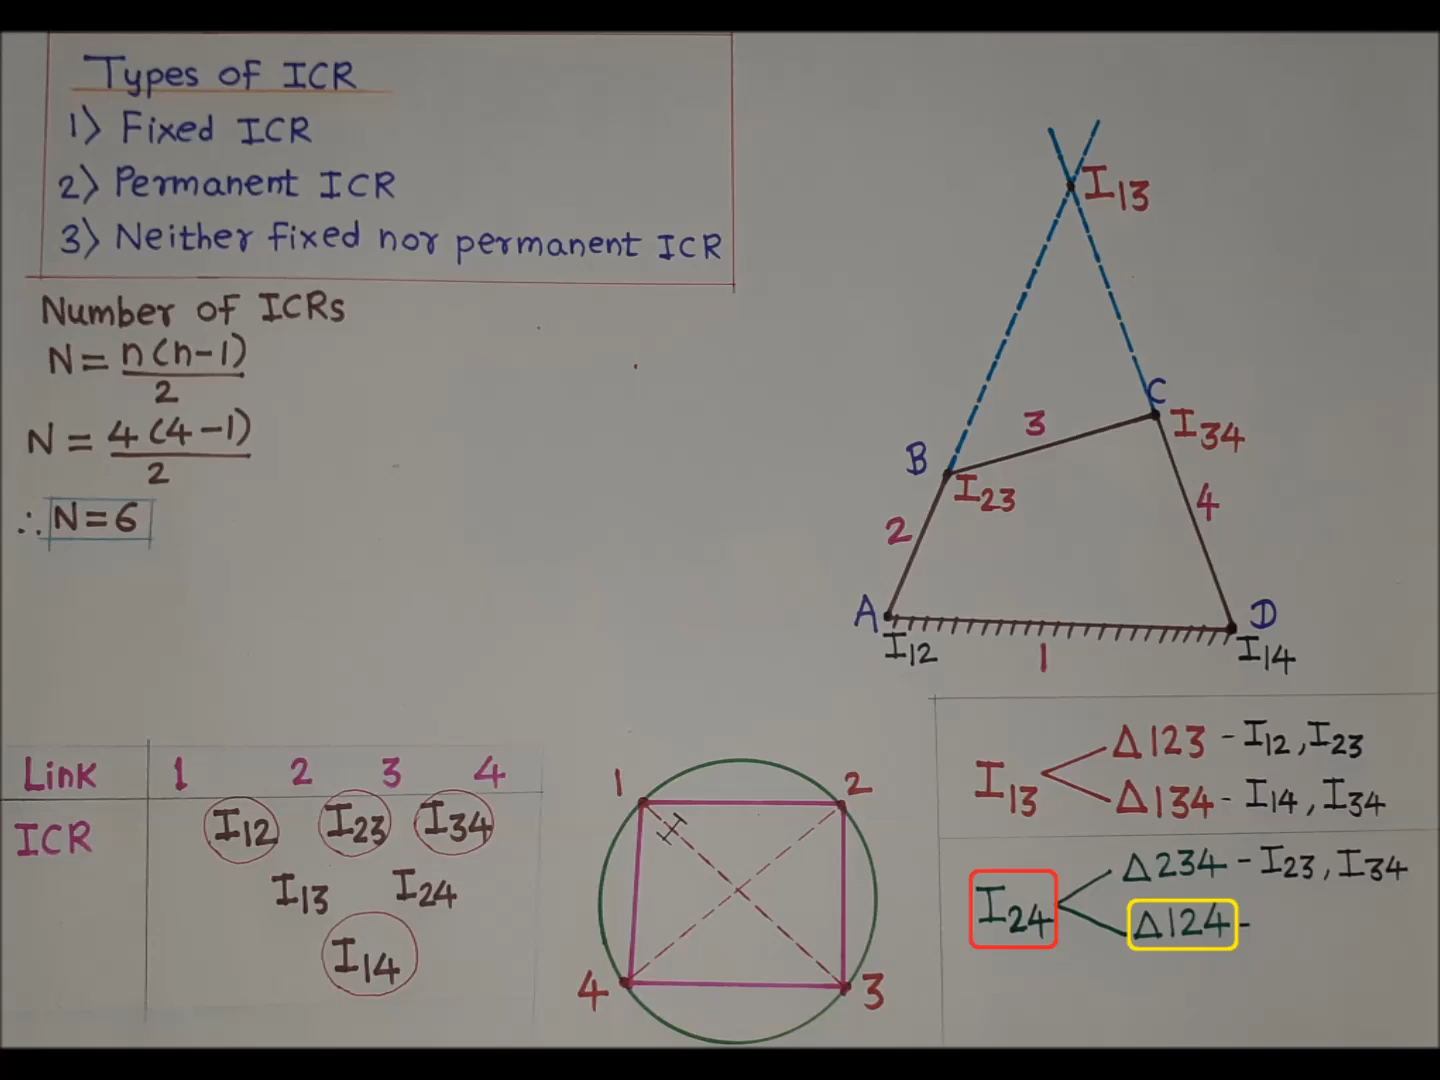 Types of ICR
1) Fixed ICR
2) Permanent ICR
3) Neither fixed nor permanent ICR
Number of ICRs
N = n(n-1)
2
N = 4(4-1)
2
∴ N=6
I13
C
3
I34
B
I23
4
2
A
D
I12
1
I14
Link 1 2 3 4
ICR I12 I23 I34
I13 I24
I14
1 2
4 3
I13
Δ123 - I12, I23
Δ134 - I14, I34
I24
Δ234 - I23, I34
Δ124 -